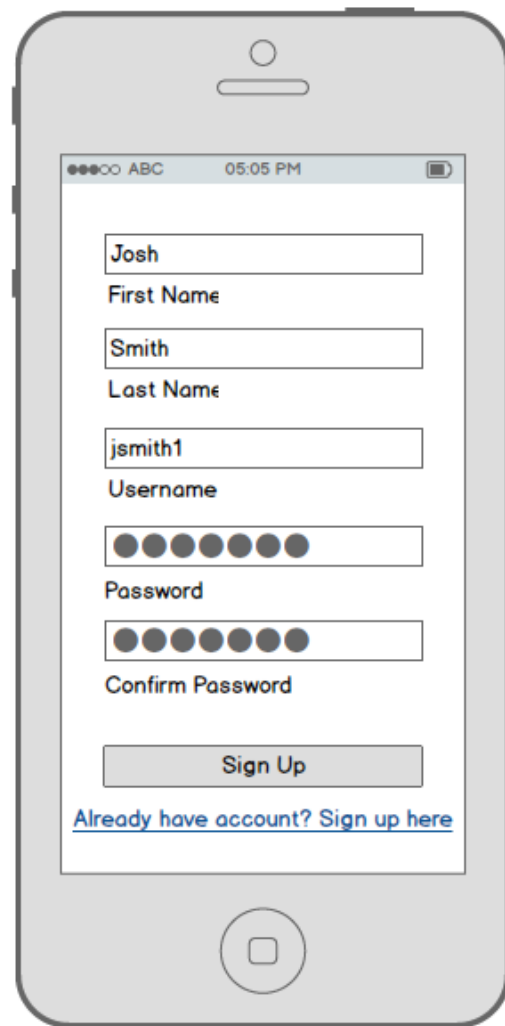 ABC 05:05 PM
Josh
First Name
Smith
Last Name
jsmith1
Username
Password
Confirm Password
Sign Up
Already have account? Sign up here